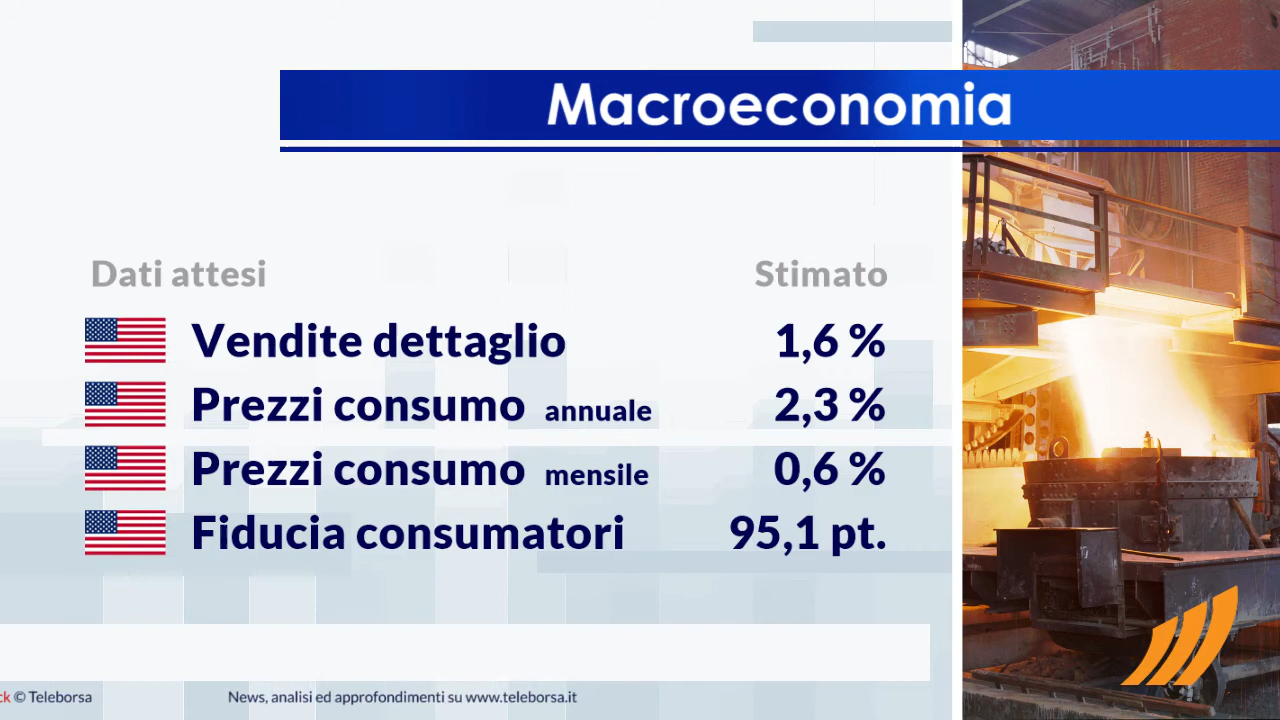 Macroeconomia
Dati attesi Stimato
Vendite dettaglio 1,6 %
Prezzi consumo annuale 2,3 %
Prezzi consumo mensile 0,6 %
Fiducia consumatori 95,1 pt.
© Teleborsa News, analisi ed approfondimenti su www.teleborsa.it